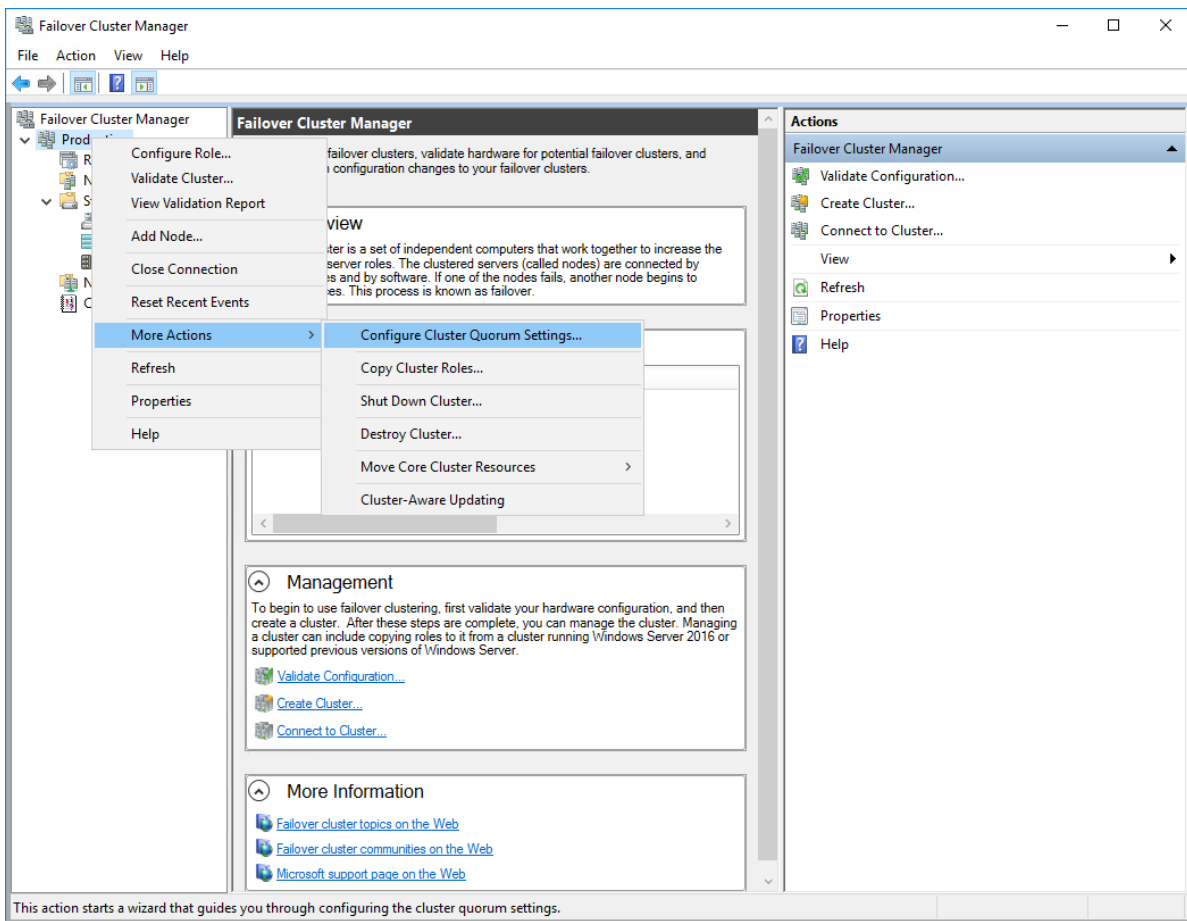 Failover Cluster Manager
File Action View Help
Failover Cluster Manager
Prod
R
N
S
N
C
Configure Role...
Validate Cluster...
View Validation Report
Add Node...
Close Connection
Reset Recent Events
More Actions
Refresh
Properties
Help
Configure Cluster Quorum Settings...
Copy Cluster Roles...
Shut Down Cluster...
Destroy Cluster...
Move Core Cluster Resources
Cluster-Aware Updating
Failover Cluster Manager
failover clusters, validate hardware for potential failover clusters, and
configuration changes to your failover clusters.
view
ter is a set of independent computers that work together to increase the
server roles. The clustered servers (called nodes) are connected by
s and by software. If one of the nodes fails, another node begins to
es. This process is known as failover.
Management
To begin to use failover clustering, first validate your hardware configuration, and then
create a cluster. After these steps are complete, you can manage the cluster. Managing
a cluster can include copying roles to it from a cluster running Windows Server 2016 or
supported previous versions of Windows Server.
Validate Configuration...
Create Cluster...
Connect to Cluster...
More Information
Failover cluster topics on the Web
Failover cluster communities on the Web
Microsoft support page on the Web
Actions
Failover Cluster Manager
Validate Configuration...
Create Cluster...
Connect to Cluster...
View
Refresh
Properties
Help
This action starts a wizard that guides you through configuring the cluster quorum settings.